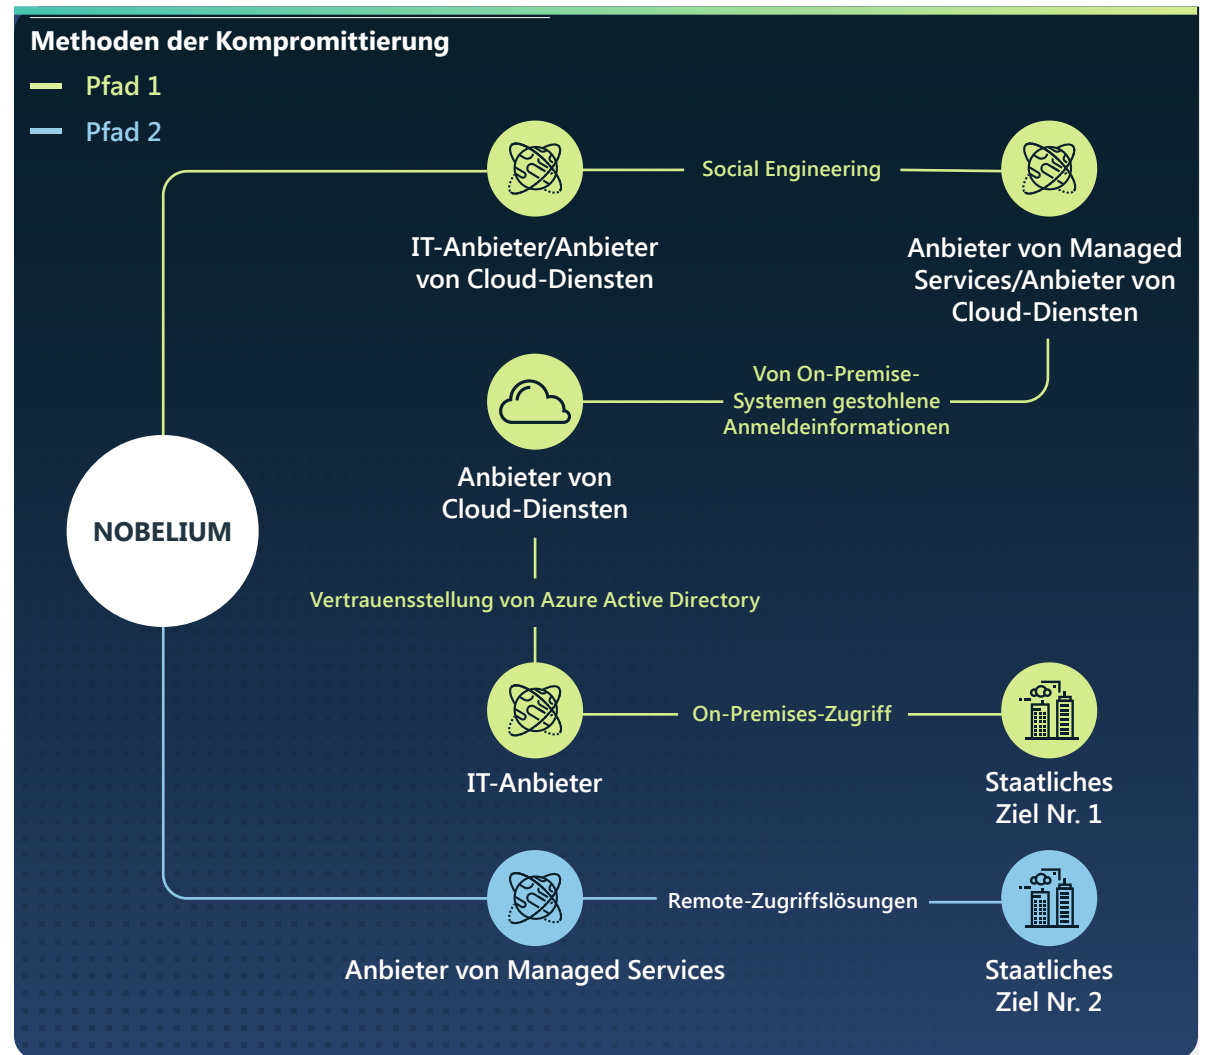 Methoden der Kompromittierung
Pfad 1
Pfad 2
Social Engineering
IT-Anbieter/Anbieter
von Cloud-Diensten
Anbieter von Managed
Services/Anbieter von
Cloud-Diensten
Von On-Premise-
Systemen gestohlene
Anmeldeinformationen
Anbieter von
Cloud-Diensten
NOBELIUM
Vertrauensstellung von Azure Active Directory
On-Premises-Zugriff
IT-Anbieter
Staatliches
Ziel Nr. 1
Remote-Zugriffslösungen
Anbieter von Managed Services
Staatliches
Ziel Nr. 2